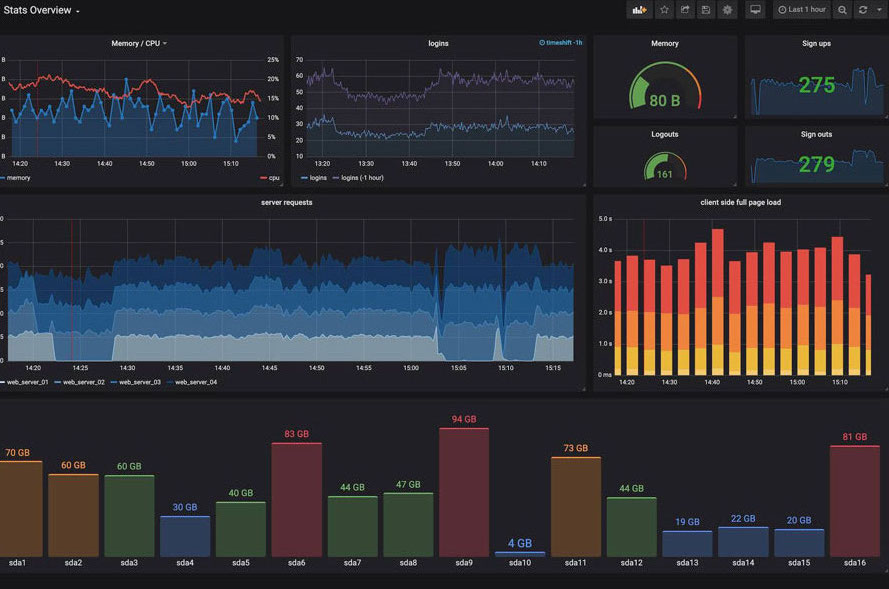 Stats Overview
Last 1 hour
Memory / CPU
logins
timeshift -1h
Memory
Sign ups
B
B
B
B
B
B
25%
20%
15%
10%
5%
0%
14:20 14:30 14:40 14:50 15:00 15:10
memory
cpu
70
60
50
40
30
20
10
13:20 13:30 13:40 13:50 14:00 14:10
logins logins (-1 hour)
80 B
275
Logouts
161
Sign outs
279
server requests
0
5
0
5
0
5
0
14:20 14:25 14:30 14:35 14:40 14:45 14:50 14:55 15:00 15:05 15:10 15:15
web_server_01 web_server_02 web_server_03 web_server_04
client side full page load
5.0 s
4.0 s
3.0 s
2.0 s
1.0 s
0 ms
14:20 14:30 14:40 14:50 15:00 15:10
70 GB 60 GB 60 GB 30 GB 40 GB 83 GB 44 GB 47 GB 94 GB 4 GB 73 GB 44 GB 19 GB 22 GB 20 GB 81 GB
sda1 sda2 sda3 sda4 sda5 sda6 sda7 sda8 sda9 sda10 sda11 sda12 sda13 sda14 sda15 sda16